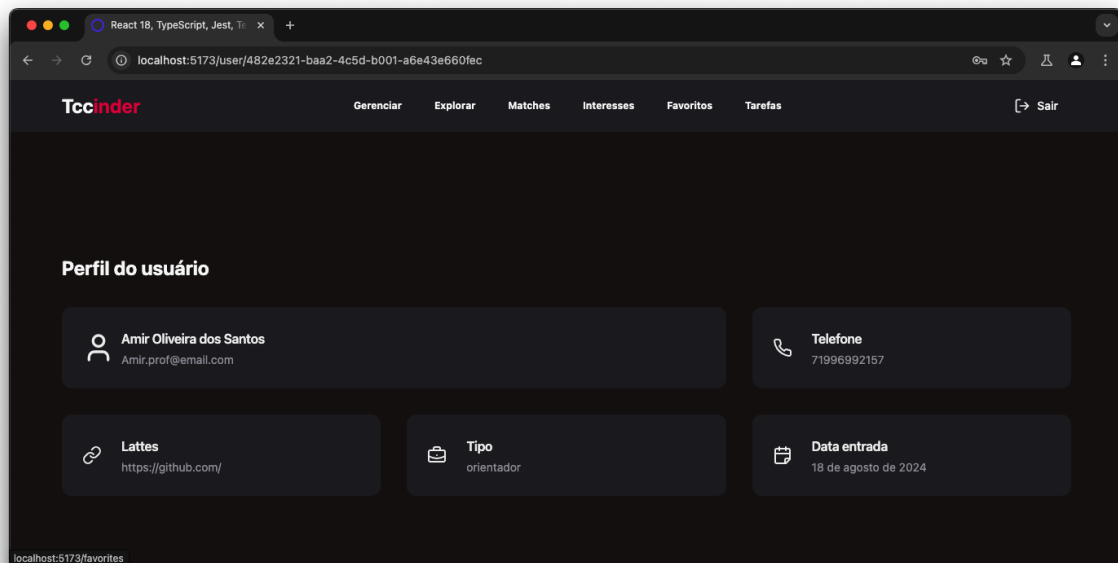 React 18, TypeScript, Jest, Te
localhost:5173/user/482e2321-baa2-4c5d-b001-a6e43e660fec
Tccinder Gerenciar Explorar Matches Interesses Favoritos Tarefas Sair
Perfil do usuário
Amir Oliveira dos Santos
Amir.prof@email.com
Telefone
71996992157
Lattes
https://github.com/
Tipo
orientador
Data entrada
18 de agosto de 2024
localhost:5173/favorites